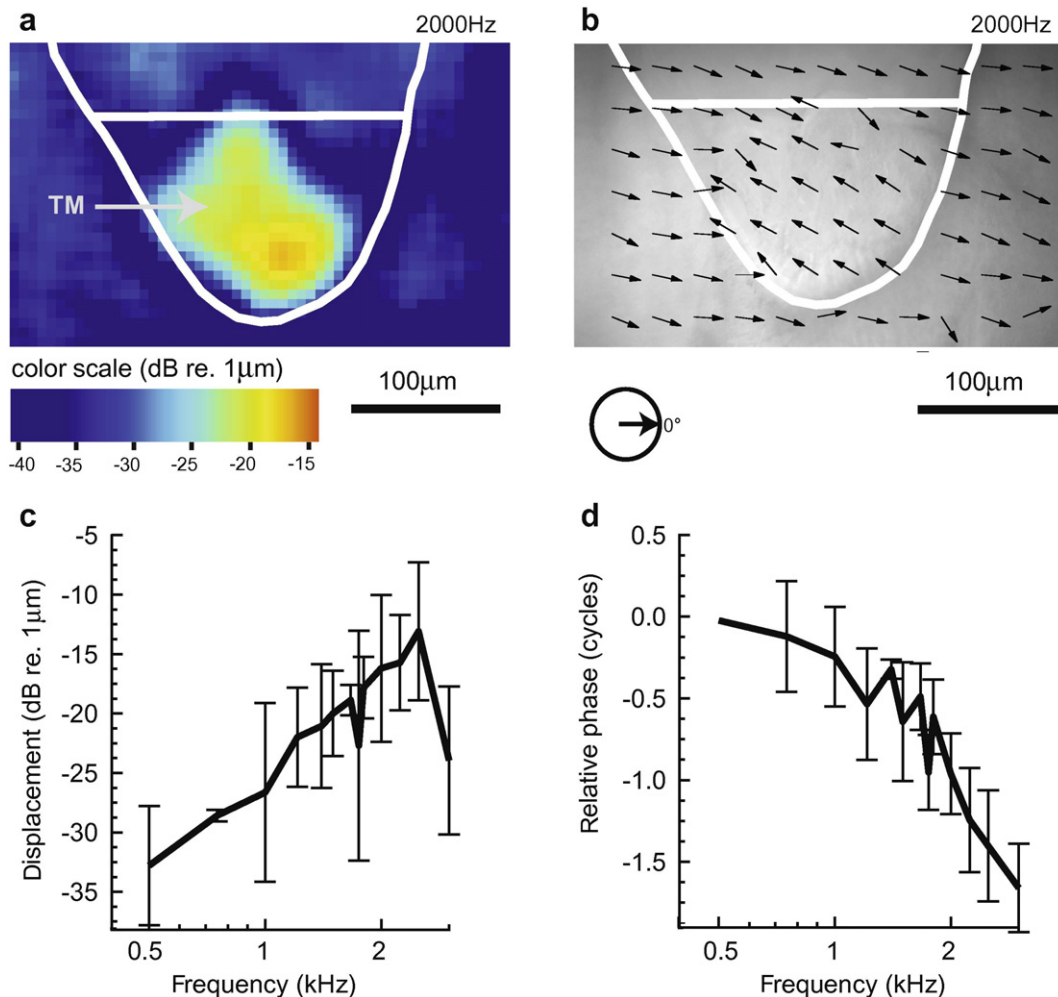 a
2000Hz
TM
color scale (dB re. 1μm)
-40 -35 -30 -25 -20 -15
100μm
b
2000Hz
0°
100μm
c
Displacement (dB re. 1μm)
-5
-10
-15
-20
-25
-30
-35
0.5 1 2
Frequency (kHz)
d
Relative phase (cycles)
0.5
0.0
-0.5
-1.0
-1.5
0.5 1 2
Frequency (kHz)